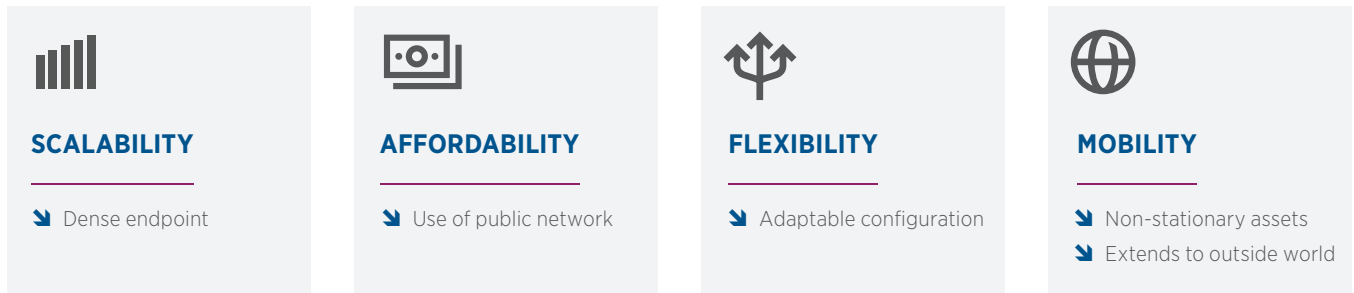 SCALABILITY
Dense endpoint
AFFORDABILITY
Use of public network
FLEXIBILITY
Adaptable configuration
MOBILITY
Non-stationary assets
Extends to outside world